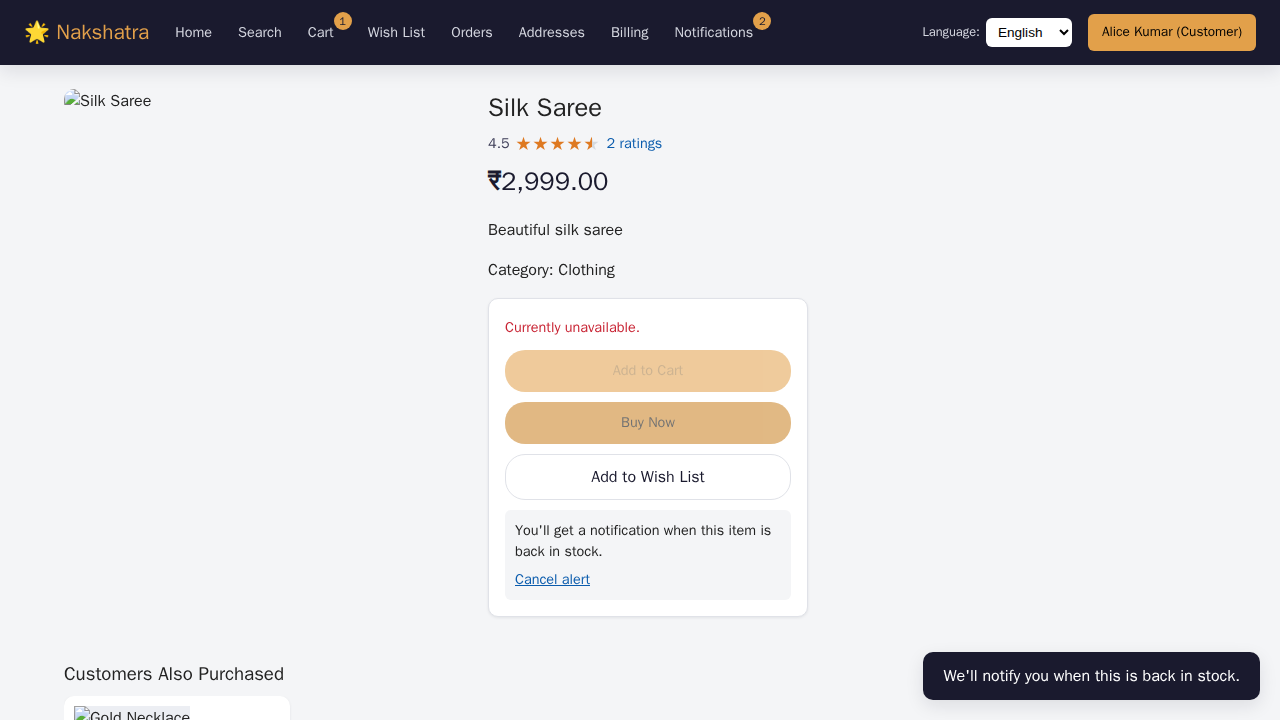 🌟 Nakshatra
Home
Search
Cart
1
Wish List
Orders
Addresses
Billing
Notifications
2
Language:
English
Alice Kumar (Customer)
Silk Saree
Silk Saree
4.5 ★★★★★ 2 ratings
₹2,999.00
Beautiful silk saree
Category: Clothing
Currently unavailable.
Add to Cart
Buy Now
Add to Wish List
You'll get a notification when this item is
back in stock.
Cancel alert
Customers Also Purchased
Gold Necklace
We'll notify you when this is back in stock.